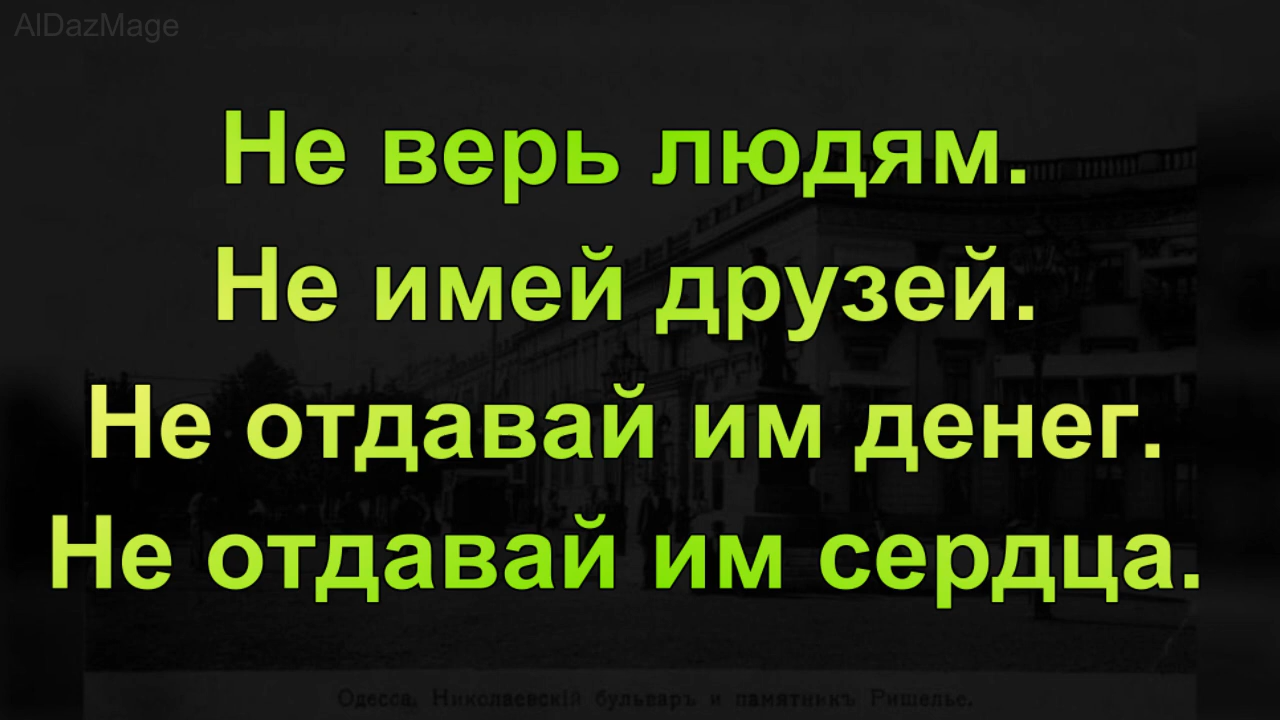 AlDazMage
Не верь людям.
Не имей друзей.
Не отдавай им денег.
Не отдавай им сердца.
Одесса. Николаевскій бульваръ и памятникъ Ришелье.